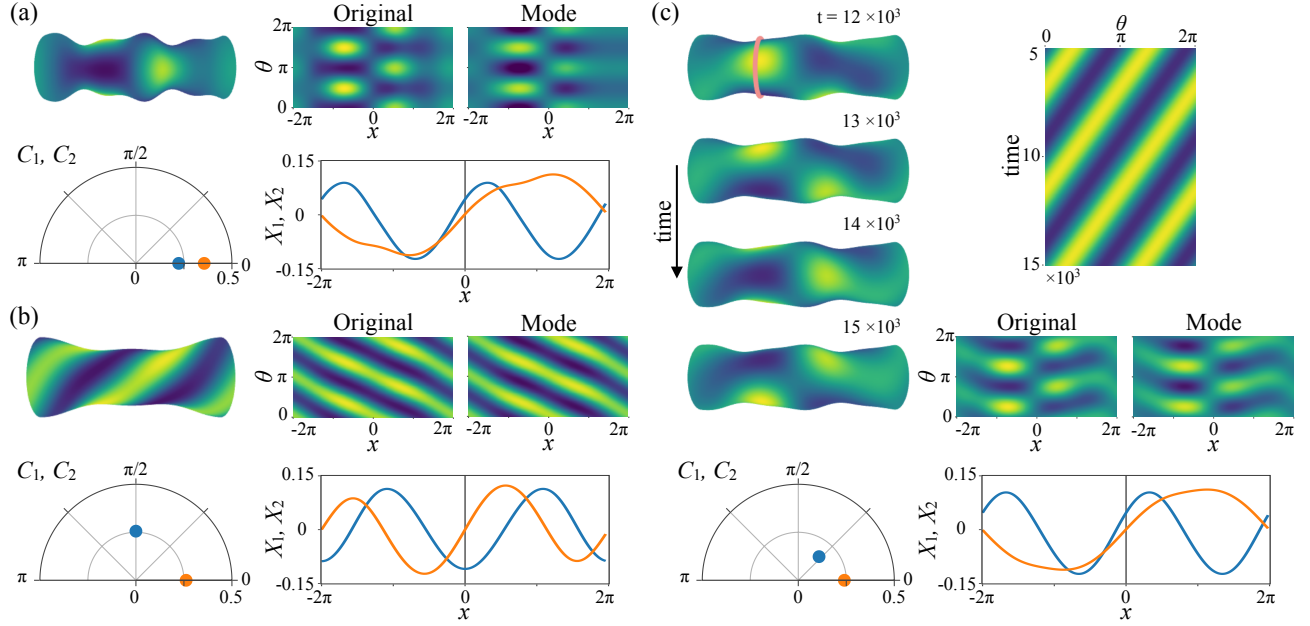 (a)
Original
Mode
2π
θ
π
0
-2π
0
2π
-2π
0
2π
x
x
C₁, C₂
π/2
π
0
0
0.5
0.15
X₁, X₂
0
-0.15
-2π
0
2π
x
(b)
Original
Mode
2π
θ
π
0
-2π
0
2π
-2π
0
2π
x
x
C₁, C₂
π/2
π
0
0
0.5
0.15
X₁, X₂
0
-0.15
-2π
0
2π
x
(c)
t = 12 ×10³
13 ×10³
time
14 ×10³
15 ×10³
θ
0
π
2π
5
time
10
15
×10³
Original
Mode
2π
θ
π
0
-2π
0
2π
-2π
0
2π
x
x
C₁, C₂
π/2
π
0
0
0.5
0.15
X₁, X₂
0
-0.15
-2π
0
2π
x